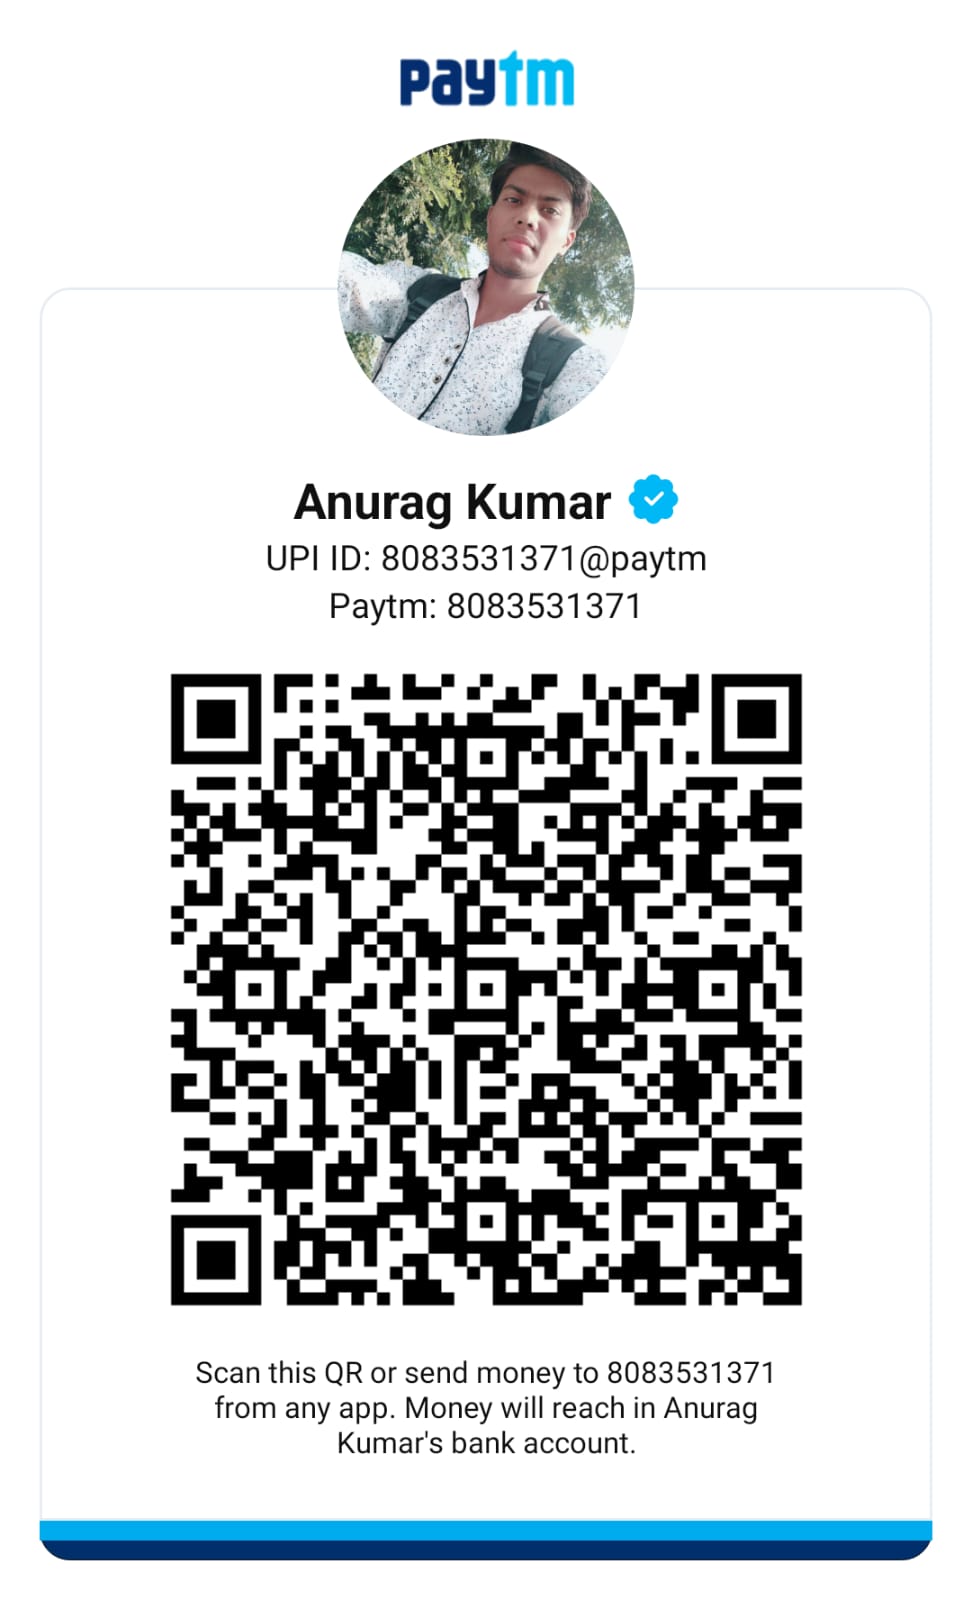 paytm
Anurag Kumar
UPI ID: 8083531371@paytm
Paytm: 8083531371
Scan this QR or send money to 8083531371
from any app. Money will reach in Anurag
Kumar's bank account.